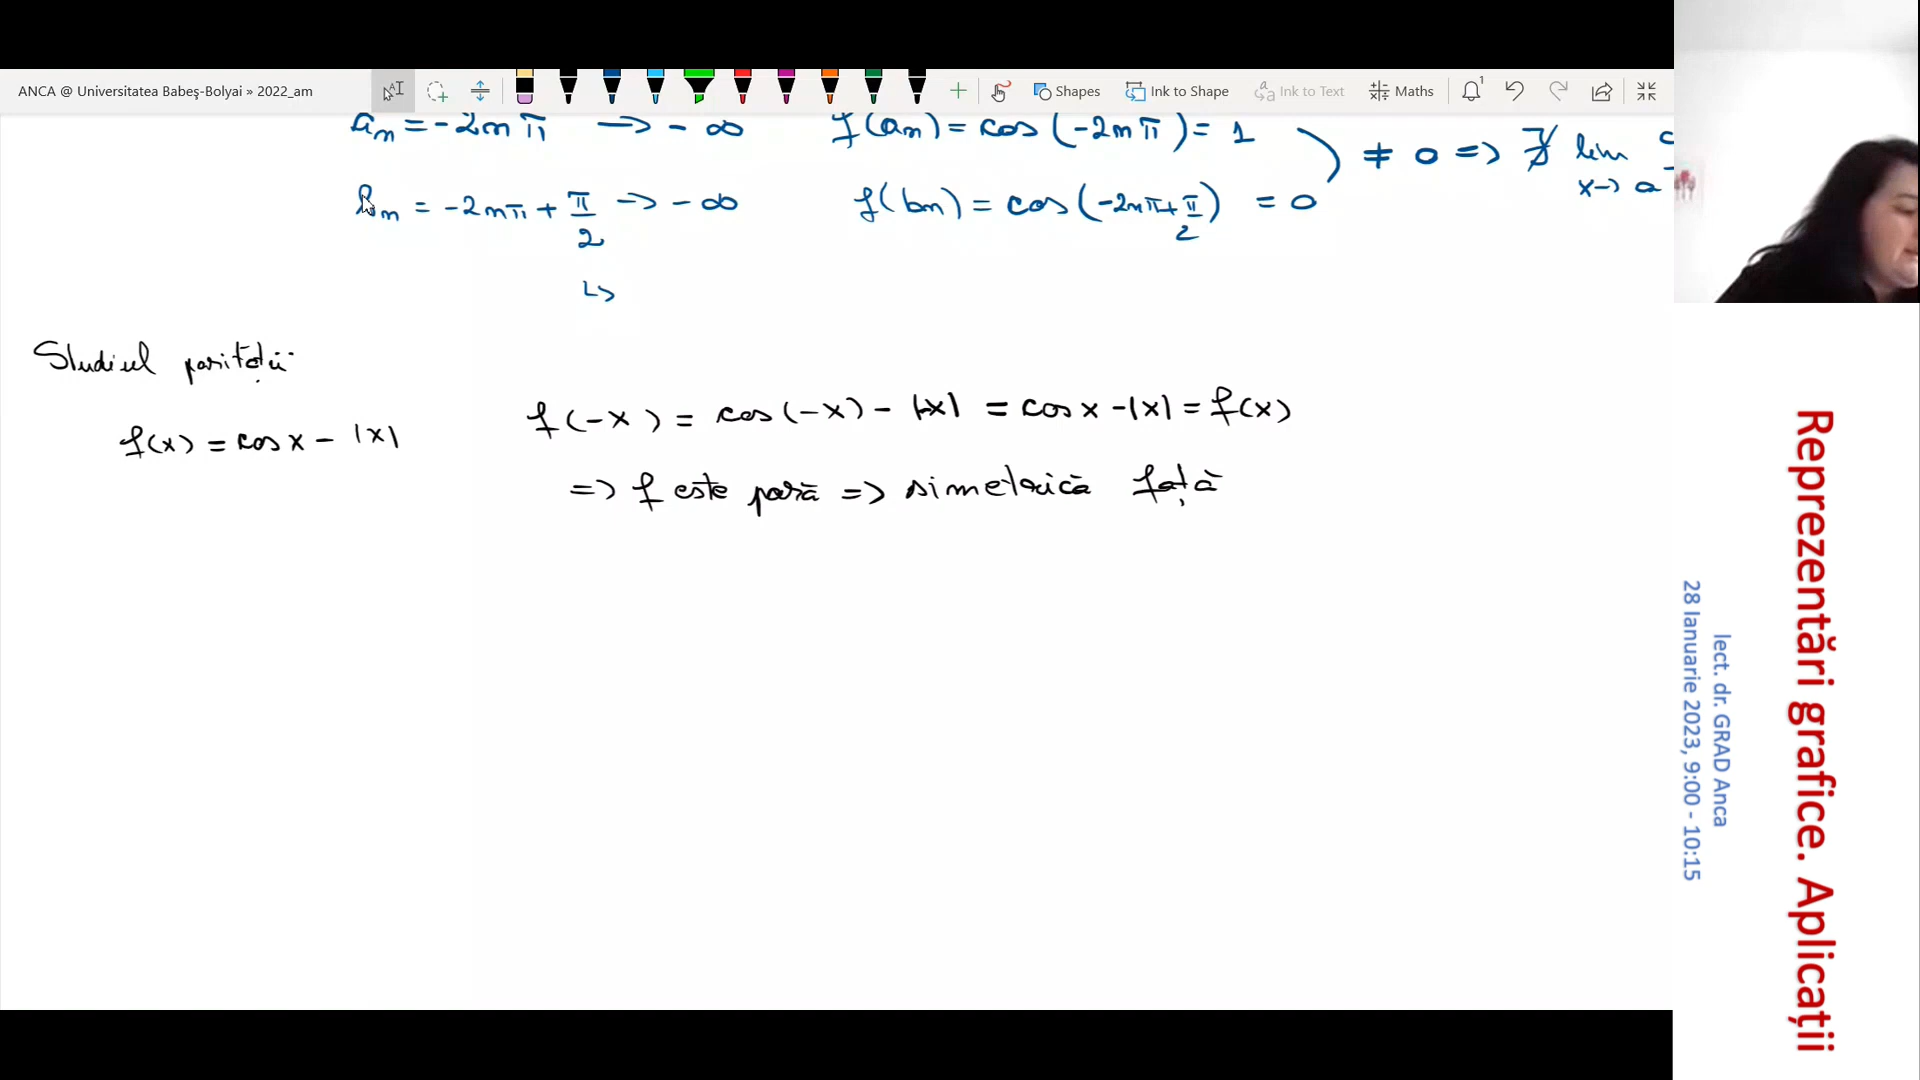 ANCA @ Universitatea Babeș-Bolyai » 2022_am
Shapes
Ink to Shape
Ink to Text
Maths
1
aₙ = -2nπ → -∞ f(aₙ) = cos(-2nπ) = 1
bₙ = -2nπ + π/2 → -∞ f(bn) = cos(-2nπ+π/2) = 0
≠ 0 => ∄ lim
x→a
↳
Studiul parității
f(x) = cos x - |x|
f(-x) = cos(-x) - |-x| = cos x - |x| = f(x)
=> f este pară => simetrică față
Reprezentări grafice. Aplicații
lect. dr. GRAD Anca
28 Ianuarie 2023, 9:00 - 10:15